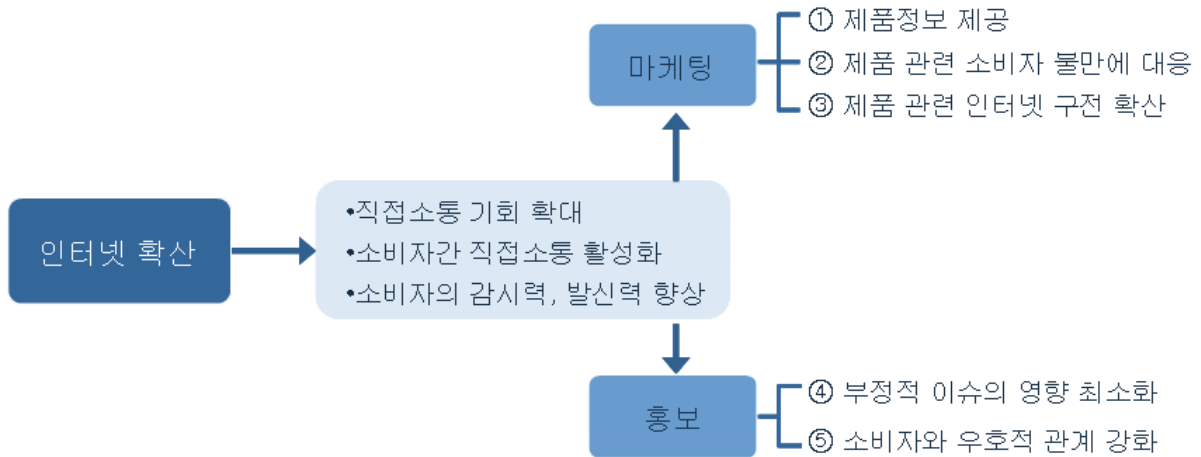 ① 제품정보 제공
마케팅
② 제품 관련 소비자 불만에 대응
③ 제품 관련 인터넷 구전 확산
인터넷 확산
•직접소통 기회 확대
•소비자간 직접소통 활성화
•소비자의 감시력, 발신력 향상
홍보
④ 부정적 이슈의 영향 최소화
⑤ 소비자와 우호적 관계 강화